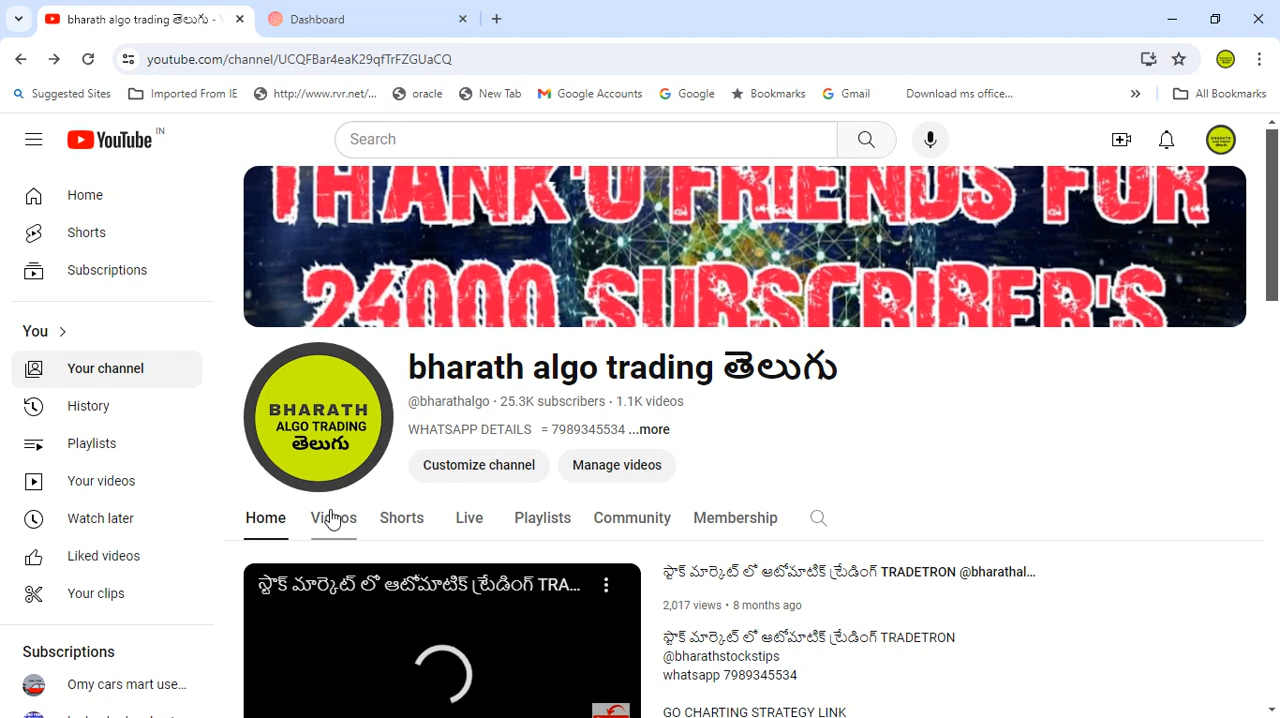 bharath algo trading తెలుగు - Y
Dashboard
youtube.com/channel/UCQFBar4eaK29qfTrFZGUaCQ
Suggested Sites
Imported From IE
http://www.rvr.net/...
oracle
New Tab
Google Accounts
Google
Bookmarks
Gmail
Download ms office...
All Bookmarks
YouTube IN
Search
THANK'U FRIENDS FOR
24000 SUBSCRIBER'S
Home
Shorts
Subscriptions
You
Your channel
History
Playlists
Your videos
Watch later
Liked videos
Your clips
Subscriptions
Omy cars mart use...
BHARATH
ALGO TRADING
తెలుగు
bharath algo trading తెలుగు
@bharathalgo • 25.3K subscribers • 1.1K videos
WHATSAPP DETAILS = 7989345534 ...more
Customize channel
Manage videos
Home
Videos
Shorts
Live
Playlists
Community
Membership
స్టాక్ మార్కెట్ లో ఆటోమాటిక్ ట్రేడింగ్ TRA...
స్టాక్ మార్కెట్ లో ఆటోమాటిక్ ట్రేడింగ్ TRADETRON @bharathal...
2,017 views • 8 months ago
స్టాక్ మార్కెట్ లో ఆటోమాటిక్ ట్రేడింగ్ TRADETRON
@bharathstockstips
whatsapp 7989345534
GO CHARTING STRATEGY LINK